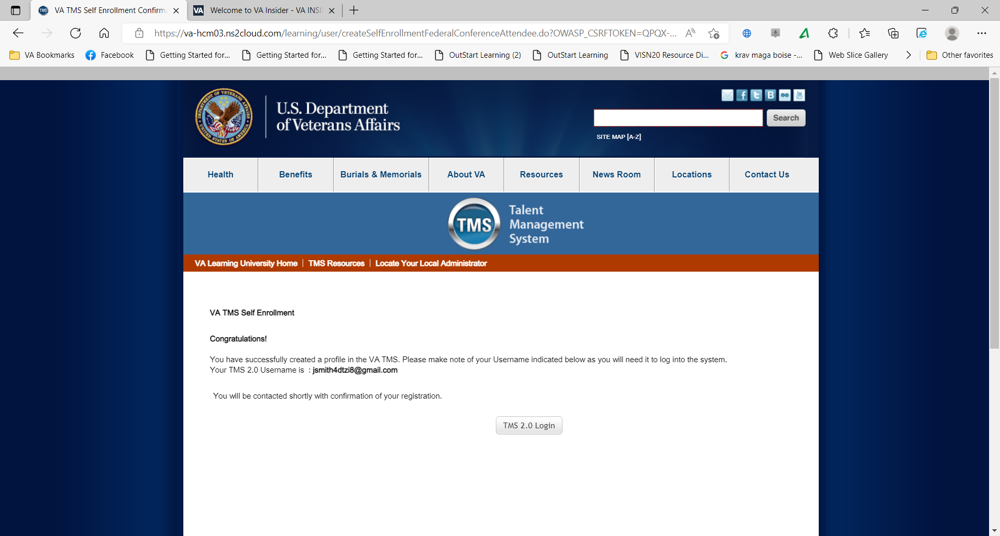 VA TMS Self Enrollment Confirm
Welcome to VA Insider - VA INSI
https://va-hcm03.ns2cloud.com/learning/user/createSelfEnrollmentFederalConferenceAttendee.do?OWASP_CSRFTOKEN=QPQX-...
VA Bookmarks Facebook Getting Started for... Getting Started for... Getting Started for... OutStart Learning (2) OutStart Learning VISN20 Resource Di... krav maga boise -... Web Slice Gallery Other favorites
U.S. Department
of Veterans Affairs
Search
SITE MAP [A-Z]
Health Benefits Burials & Memorials About VA Resources News Room Locations Contact Us
TMS
Talent
Management
System
VA Learning University Home | TMS Resources | Locate Your Local Administrator
VA TMS Self Enrollment
Congratulations!
You have successfully created a profile in the VA TMS. Please make note of your Username indicated below as you will need it to log into the system.
Your TMS 2.0 Username is : jsmith4dtzi8@gmail.com
You will be contacted shortly with confirmation of your registration.
TMS 2.0 Login